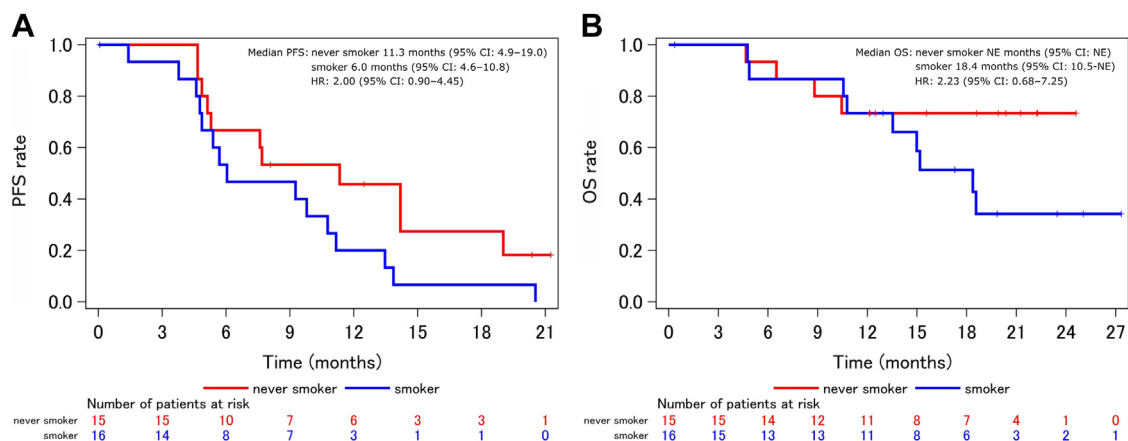 A
Median PFS: never smoker 11.3 months (95% CI: 4.9–19.0)
smoker 6.0 months (95% CI: 4.6–10.8)
HR: 2.00 (95% CI: 0.90–4.45)
1.0
0.8
0.6
0.4
0.2
0.0
PFS rate
0 3 6 9 12 15 18 21
Time (months)
never smoker smoker
Number of patients at risk
never smoker 15 15 10 7 6 3 3 1
smoker 16 14 8 7 3 1 1 0
B
Median OS: never smoker NE months (95% CI: NE)
smoker 18.4 months (95% CI: 10.5-NE)
HR: 2.23 (95% CI: 0.68–7.25)
1.0
0.8
0.6
0.4
0.2
0.0
OS rate
0 3 6 9 12 15 18 21 24 27
Time (months)
never smoker smoker
Number of patients at risk
never smoker 15 15 14 12 11 8 7 4 1 0
smoker 16 15 13 13 11 8 6 3 2 1